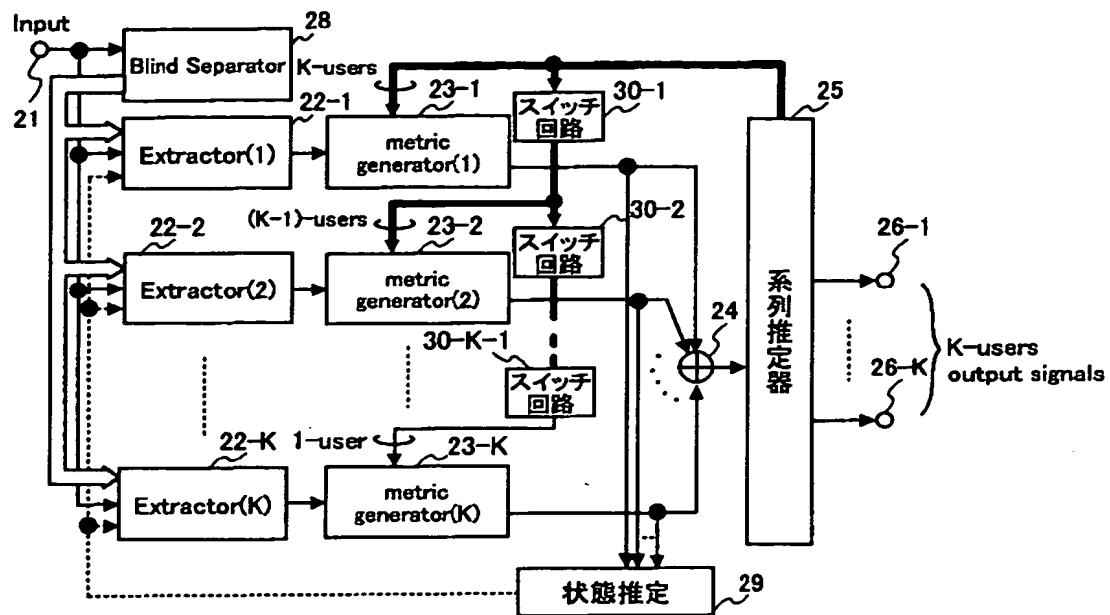 Input
28
21
Blind Separator
K-users
22-1
23-1
30-1
25
スイッチ
回路
Extractor(1)
metric
generator(1)
(K-1)-users
22-2
23-2
30-2
スイッチ
回路
26-1
Extractor(2)
metric
generator(2)
24
系列推定器
30-K-1
スイッチ
回路
26-K
K-users
output signals
22-K
1-user
23-K
Extractor(K)
metric
generator(K)
状態推定
29